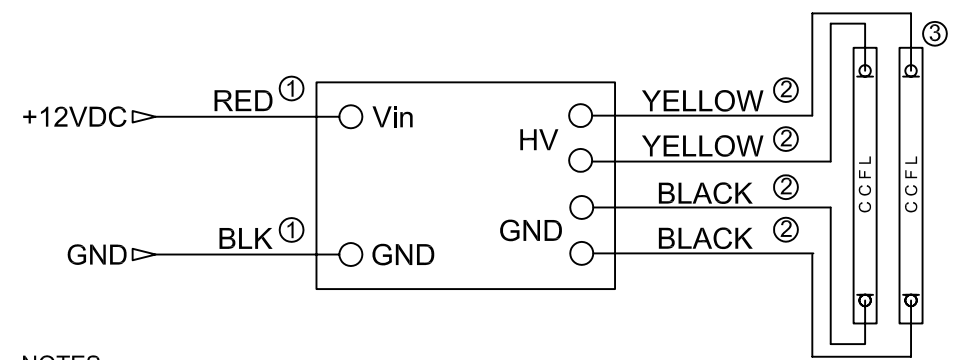 RED ①
+12VDC
Vin
HV
YELLOW ②
YELLOW ②
BLACK ②
BLACK ②
GND
BLK ①
GND
GND
CCFL
CCFL
③
NOTES